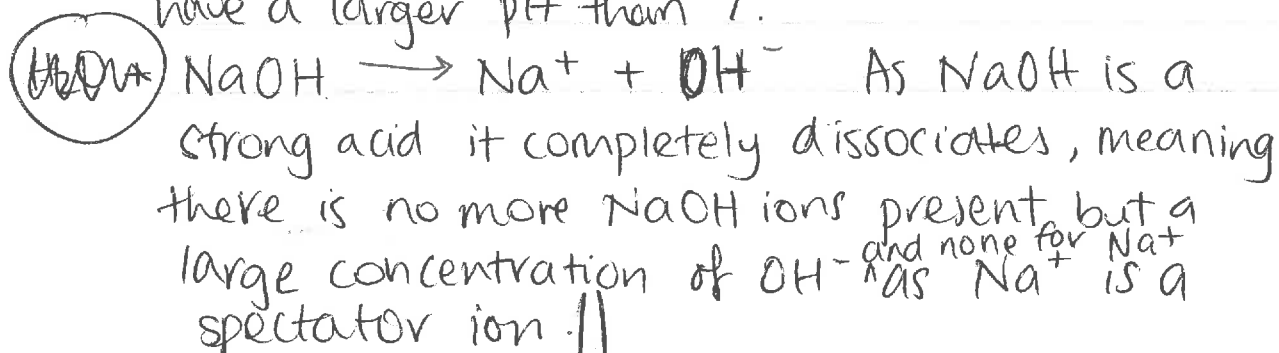 have a larger pH than 7.
NaOH → Na⁺ + OH⁻ As NaOH is a
strong acid it completely dissociates, meaning
there is no more NaOH ions present, but a
and none for Na⁺
large concentration of OH⁻ ^ as Na⁺ is a
spectator ion.